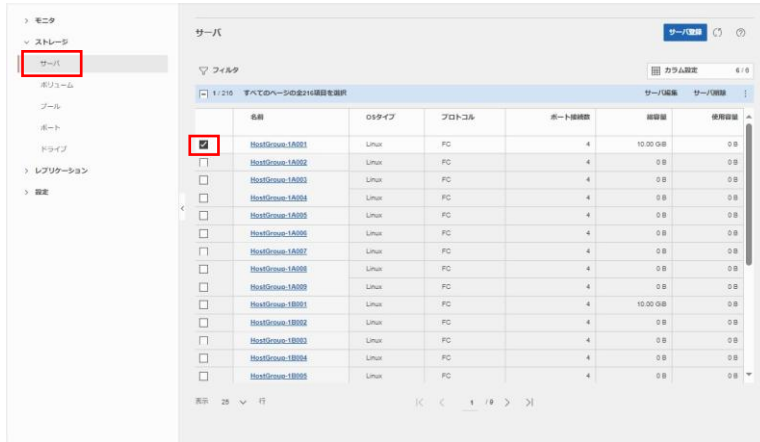 モニタ
ストレージ
サーバ
ボリューム
プール
ポート
ドライブ
レプリケーション
設定
サーバ
サーバ登録
フィルタ
カラム設定 6 / 6
1 / 216 すべてのページの全216項目を選択 サーバ編集 サーバ削除
名前 OSタイプ プロトコル ポート接続数 総容量 使用容量
HostGroup-1A001 Linux FC 4 10.00 GiB 0 B
HostGroup-1A002 Linux FC 4 0 B 0 B
HostGroup-1A003 Linux FC 4 0 B 0 B
HostGroup-1A004 Linux FC 4 0 B 0 B
HostGroup-1A005 Linux FC 4 0 B 0 B
HostGroup-1A006 Linux FC 4 0 B 0 B
HostGroup-1A007 Linux FC 4 0 B 0 B
HostGroup-1A008 Linux FC 4 0 B 0 B
HostGroup-1A009 Linux FC 4 0 B 0 B
HostGroup-1B001 Linux FC 4 10.00 GiB 0 B
HostGroup-1B002 Linux FC 4 0 B 0 B
HostGroup-1B003 Linux FC 4 0 B 0 B
HostGroup-1B004 Linux FC 4 0 B 0 B
HostGroup-1B005 Linux FC 4 0 B 0 B
表示 25 行 1 / 9